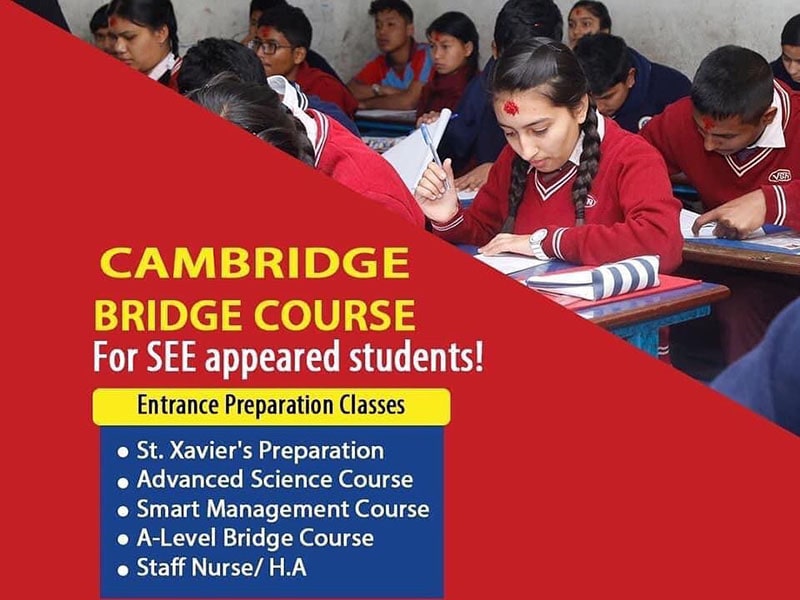 CAMBRIDGE
BRIDGE COURSE
For SEE appeared students!
Entrance Preparation Classes
• St. Xavier's Preparation
• Advanced Science Course
• Smart Management Course
• A-Level Bridge Course
• Staff Nurse/ H.A